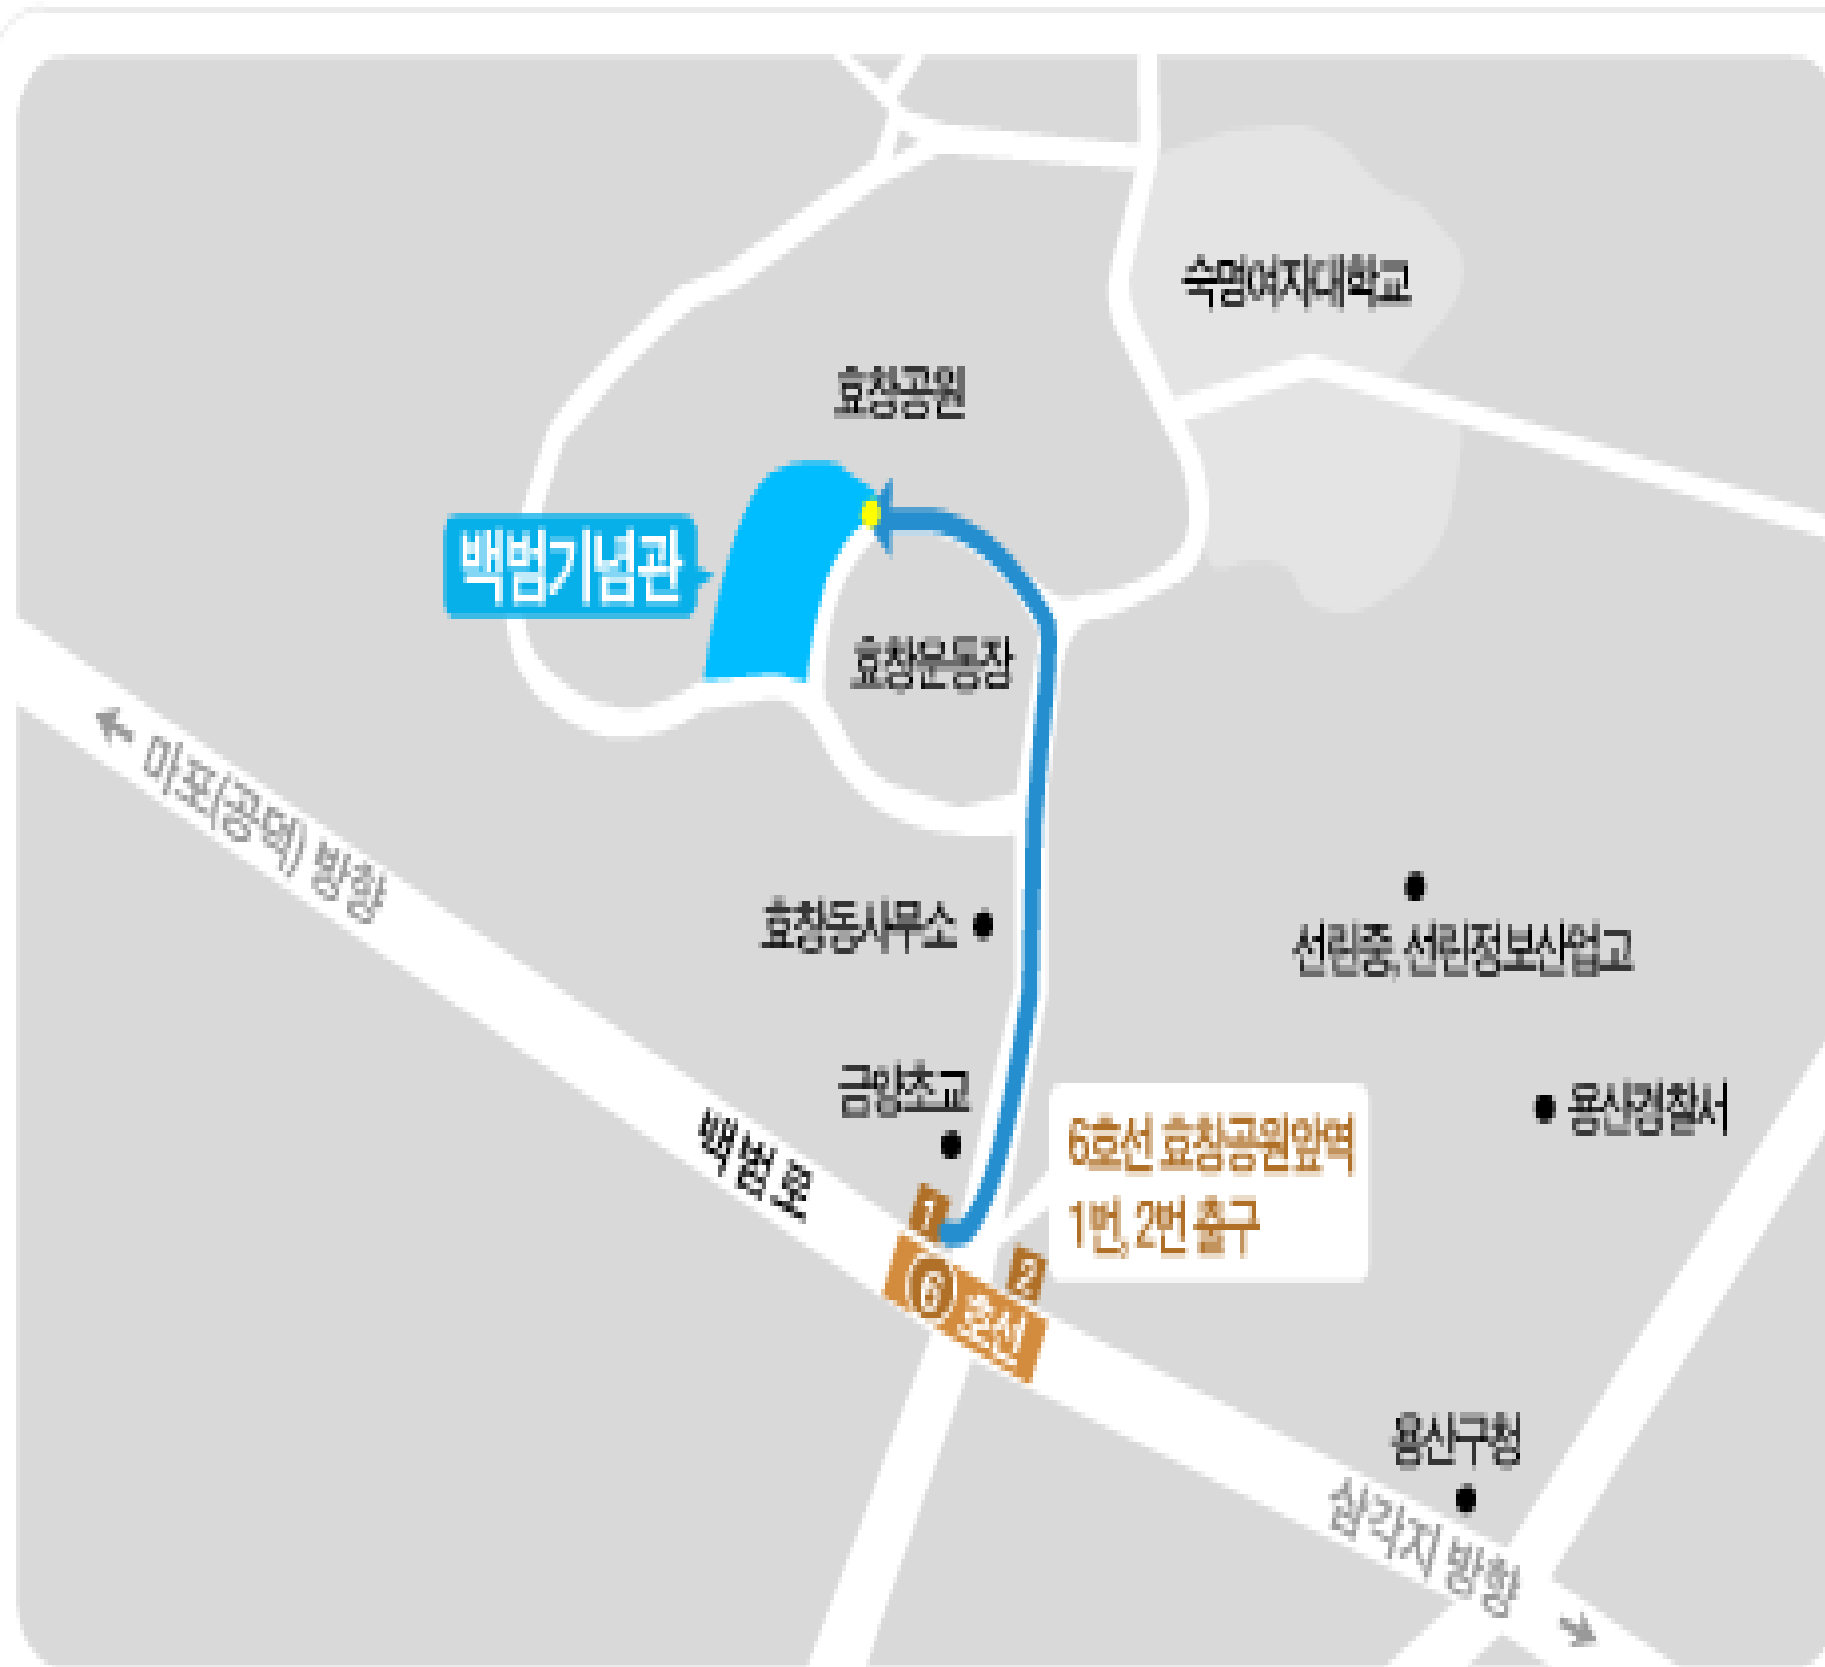 숙명여자대학교
효창공원
백범기념관
효창운동장
← 마포(공덕) 방향
효창동사무소
선린중, 선린정보산업고
금양초교
용산경찰서
백범로
6호선 효창공원앞역
1번, 2번 출구
1
2
6 호선
용산구청
삼각지 방향 →